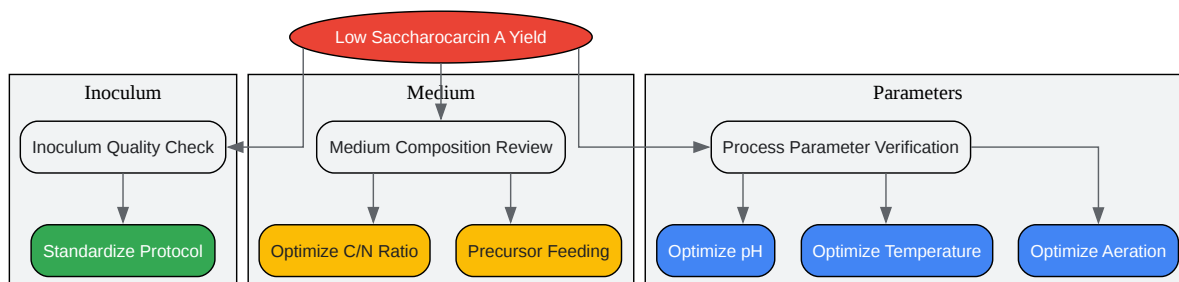 Low Saccharocarcin A Yield
Inoculum
Medium
Parameters
Inoculum Quality Check
Medium Composition Review
Process Parameter Verification
Standardize Protocol
Optimize C/N Ratio
Precursor Feeding
Optimize pH
Optimize Temperature
Optimize Aeration